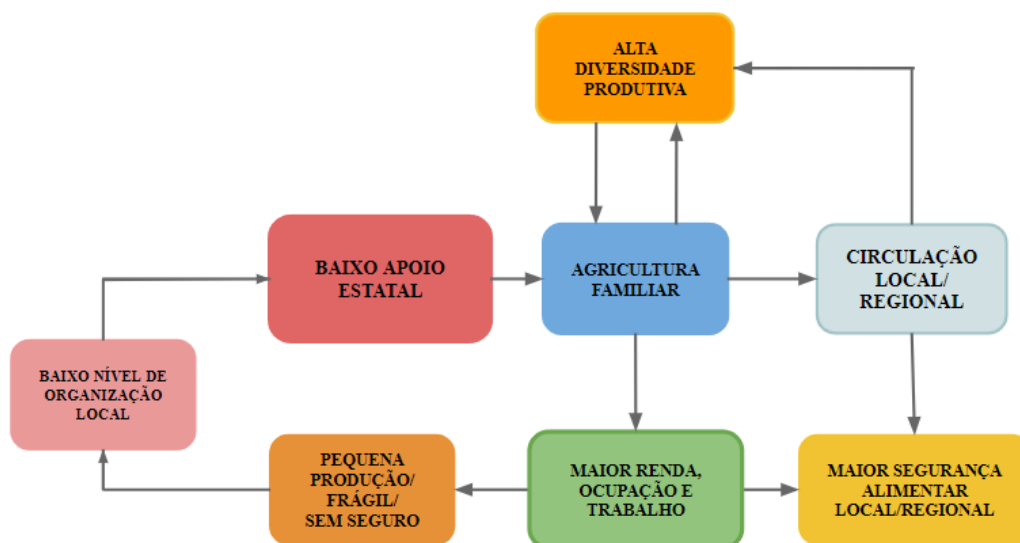 ALTA
DIVERSIDADE
PRODUTIVA
BAIXO APOIO
ESTATAL
AGRICULTURA
FAMILIAR
CIRCULAÇÃO
LOCAL/
REGIONAL
BAIXO NÍVEL DE
ORGANIZAÇÃO
LOCAL
PEQUENA
PRODUÇÃO/
FRÁGIL/
SEM SEGURO
MAIOR RENDA,
OCUPAÇÃO E
TRABALHO
MAIOR SEGURANÇA
ALIMENTAR
LOCAL/REGIONAL